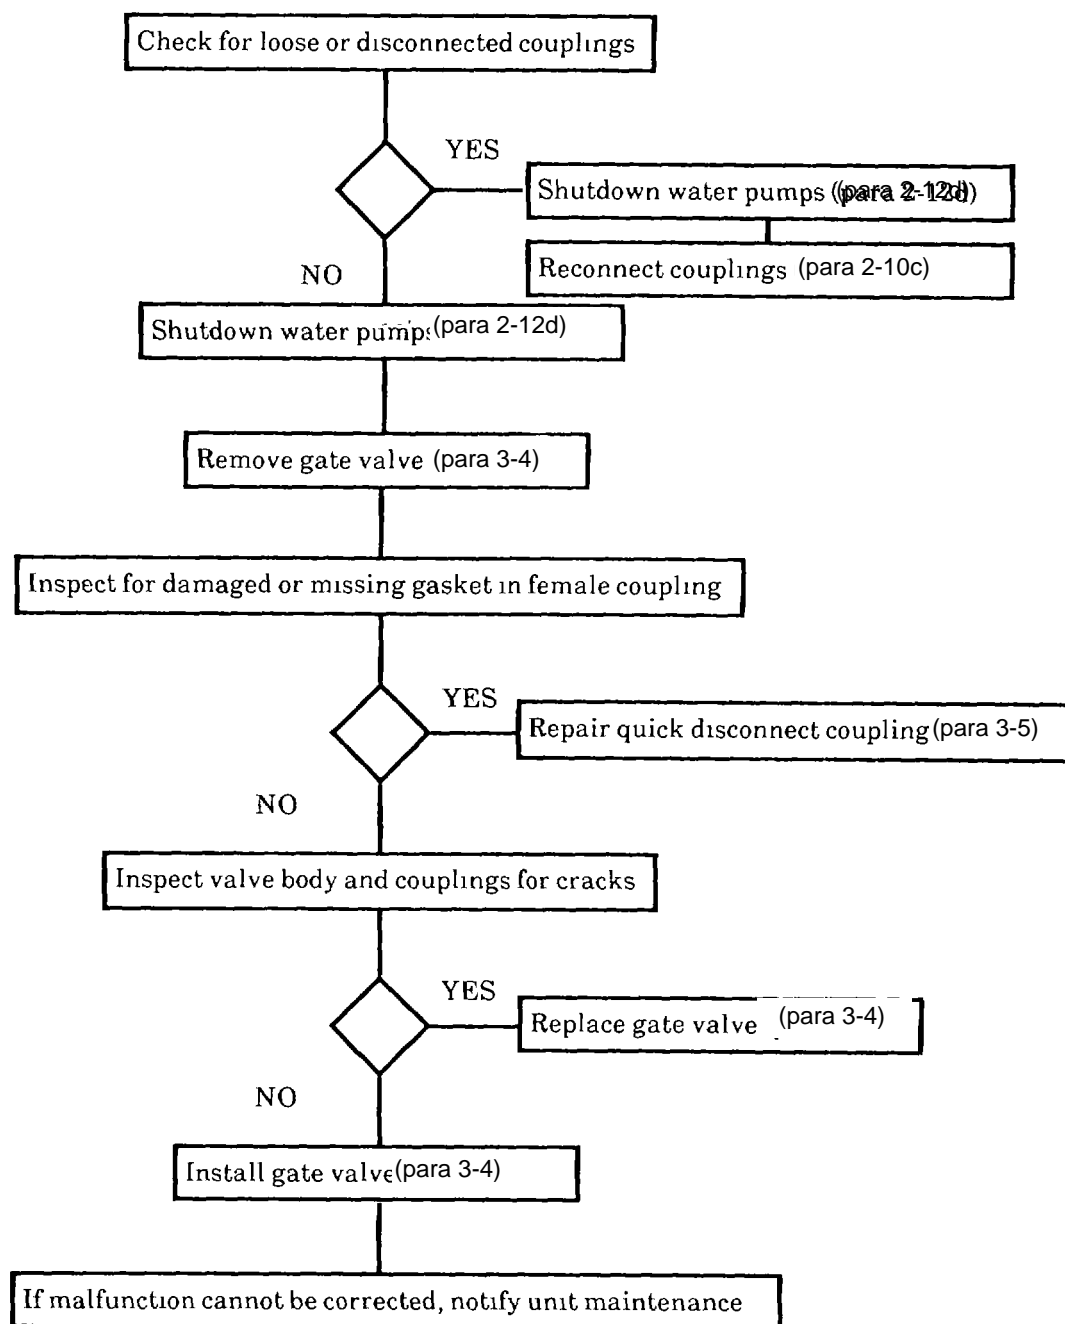 Check for loose or disconnected couplings
YES
Shutdown water pumps (para 2-12d)
Reconnect couplings (para 2-10c)
NO
Shutdown water pumps (para 2-12d)
Remove gate valve (para 3-4)
Inspect for damaged or missing gasket in female coupling
YES
Repair quick disconnect coupling (para 3-5)
NO
Inspect valve body and couplings for cracks
YES
Replace gate valve (para 3-4)
NO
Install gate valve (para 3-4)
If malfunction cannot be corrected, notify unit maintenance